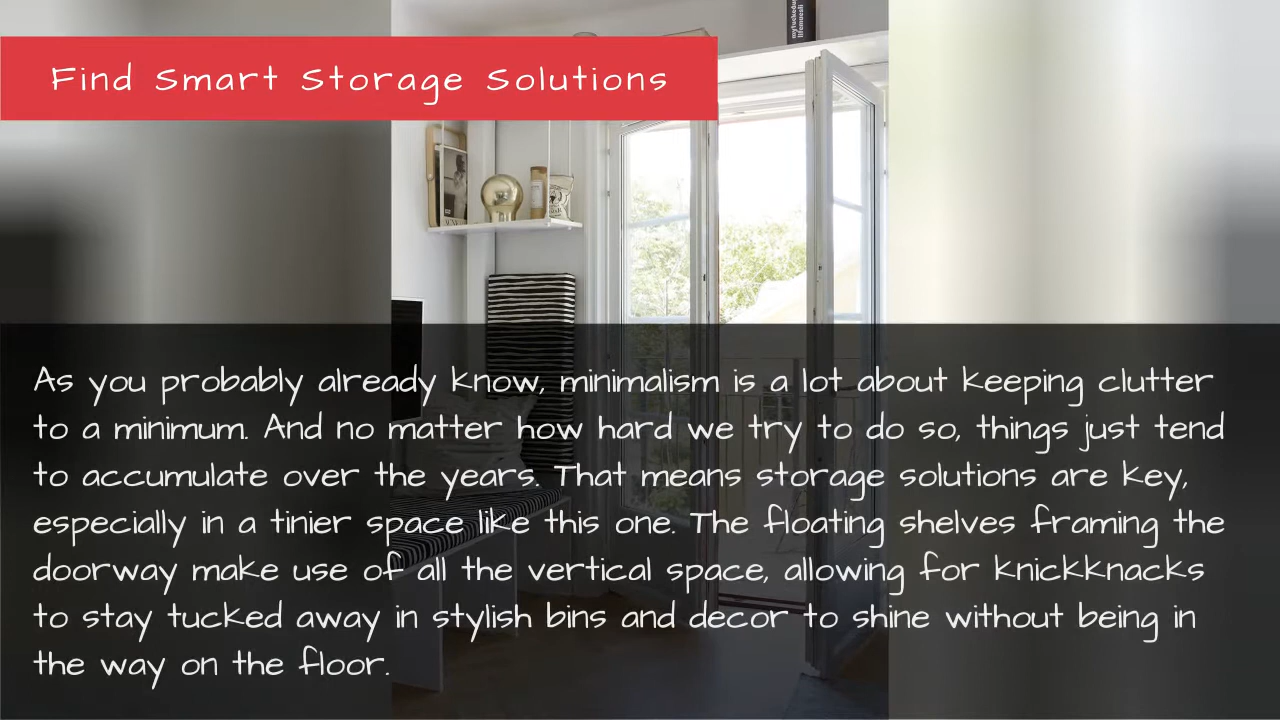 Find Smart Storage Solutions
As you probably already know, minimalism is a lot about keeping clutter
to a minimum. And no matter how hard we try to do so, things just tend
to accumulate over the years. That means storage solutions are key,
especially in a tinier space like this one. The floating shelves framing the
doorway make use of all the vertical space, allowing for knickknacks
to stay tucked away in stylish bins and decor to shine without being in
the way on the floor.